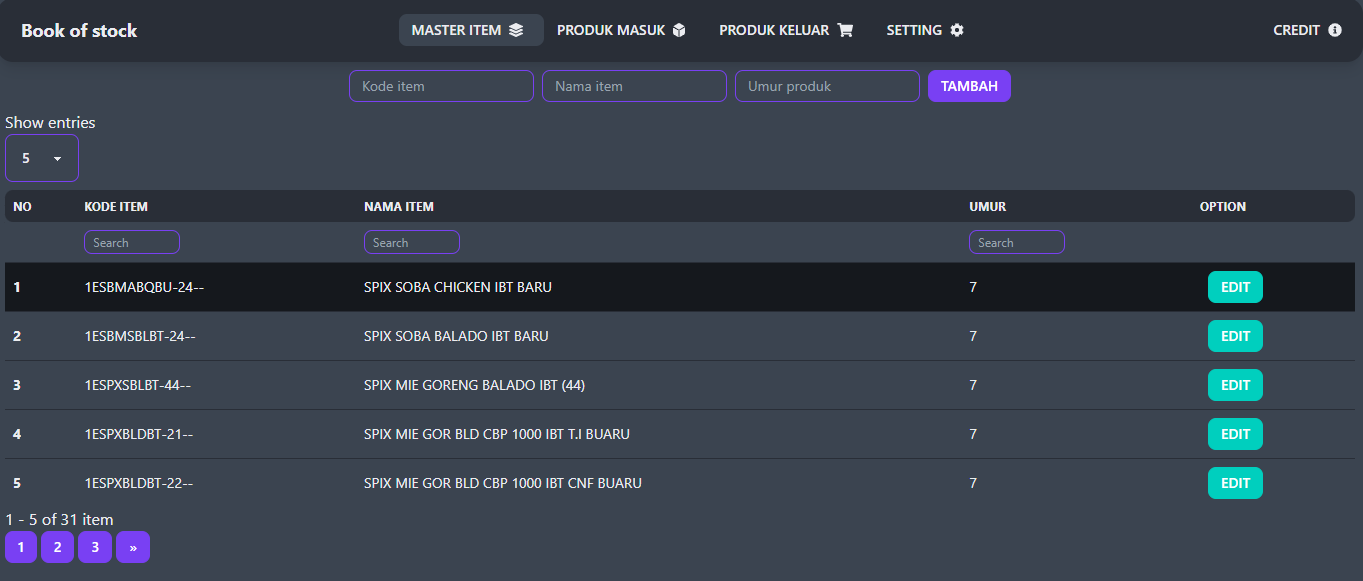 Book of stock MASTER ITEM PRODUK MASUK PRODUK KELUAR SETTING CREDIT
Kode item Nama item Umur produk TAMBAH
Show entries
5
NO KODE ITEM NAMA ITEM UMUR OPTION
Search Search Search
1 1ESBMABQBU-24-- SPIX SOBA CHICKEN IBT BARU 7 EDIT
2 1ESBMSBLBT-24-- SPIX SOBA BALADO IBT BARU 7 EDIT
3 1ESPXSBLBT-44-- SPIX MIE GORENG BALADO IBT (44) 7 EDIT
4 1ESPXBLDBT-21-- SPIX MIE GOR BLD CBP 1000 IBT T.I BUARU 7 EDIT
5 1ESPXBLDBT-22-- SPIX MIE GOR BLD CBP 1000 IBT CNF BUARU 7 EDIT
1 - 5 of 31 item
1 2 3 »